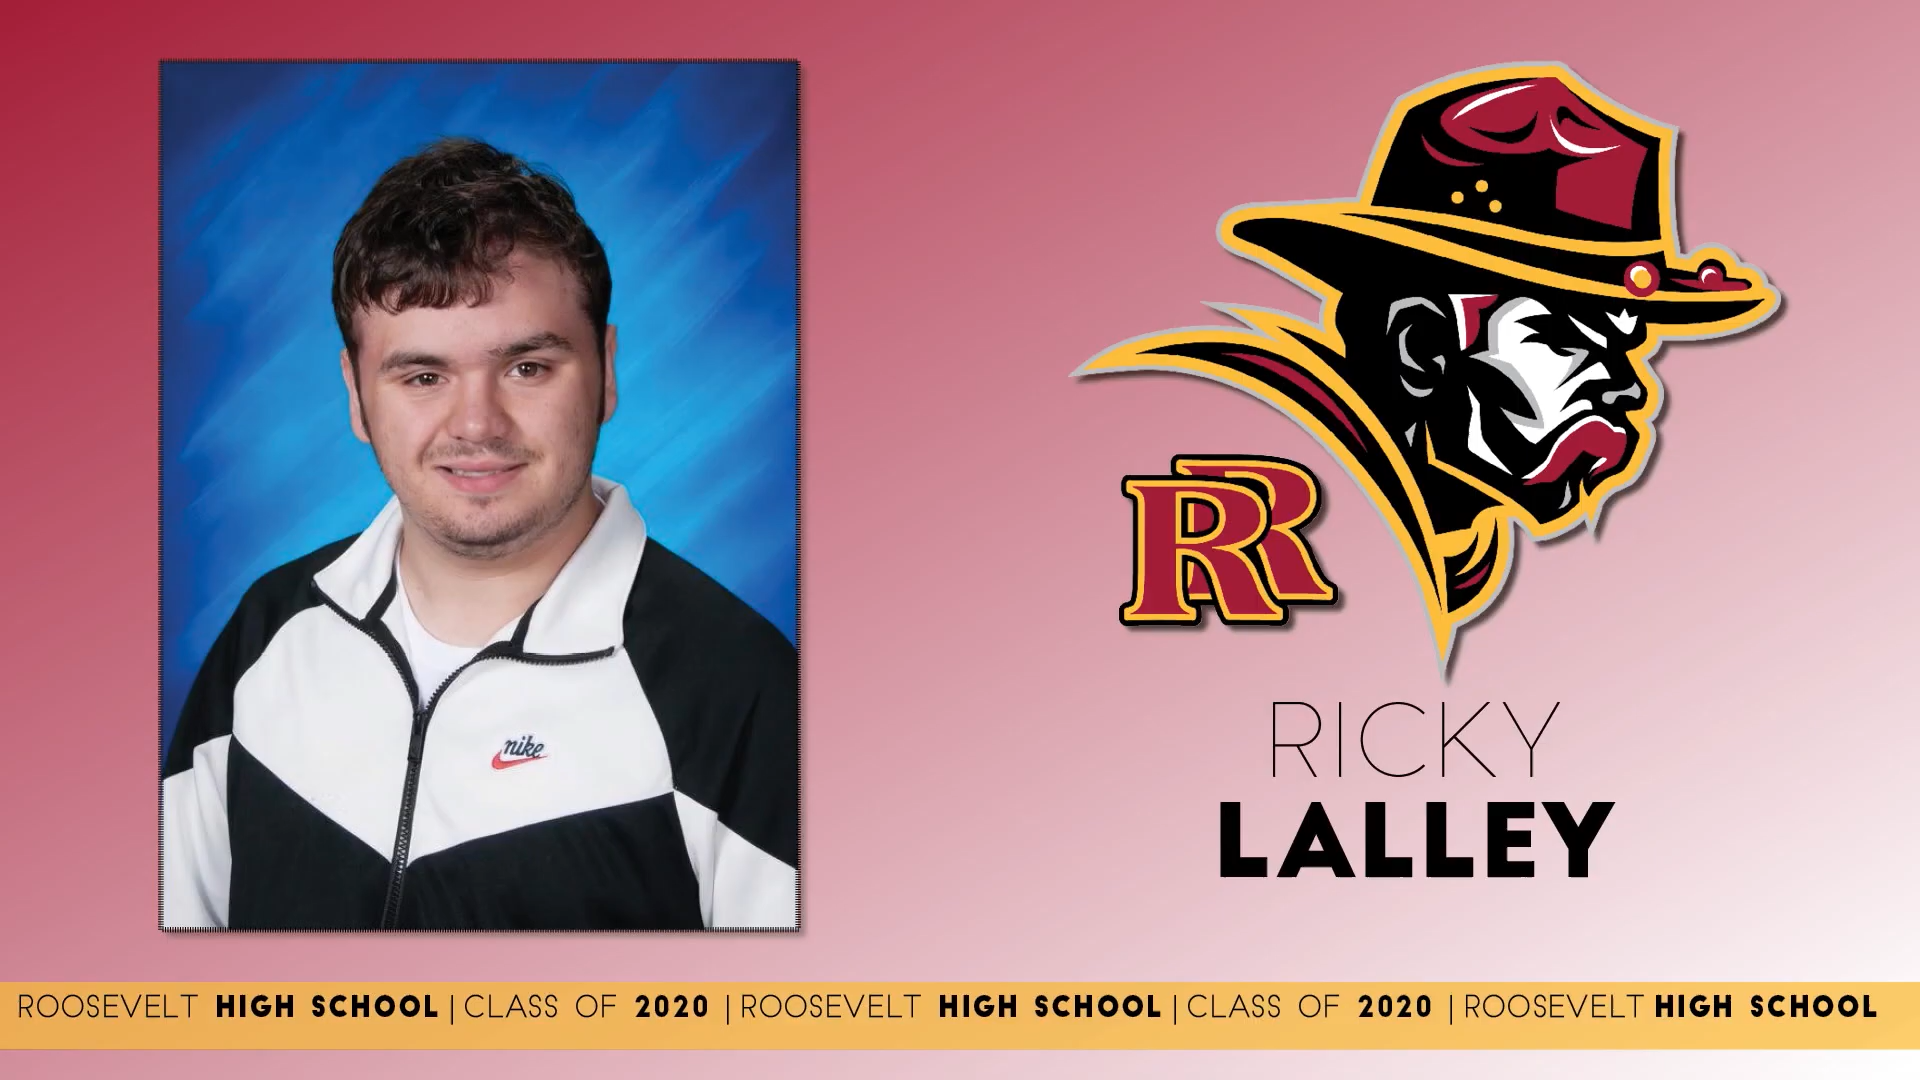 nike
RR
RICKY
LALLEY
ROOSEVELT HIGH SCHOOL | CLASS OF 2020 | ROOSEVELT HIGH SCHOOL | CLASS OF 2020 | ROOSEVELT HIGH SCHOOL